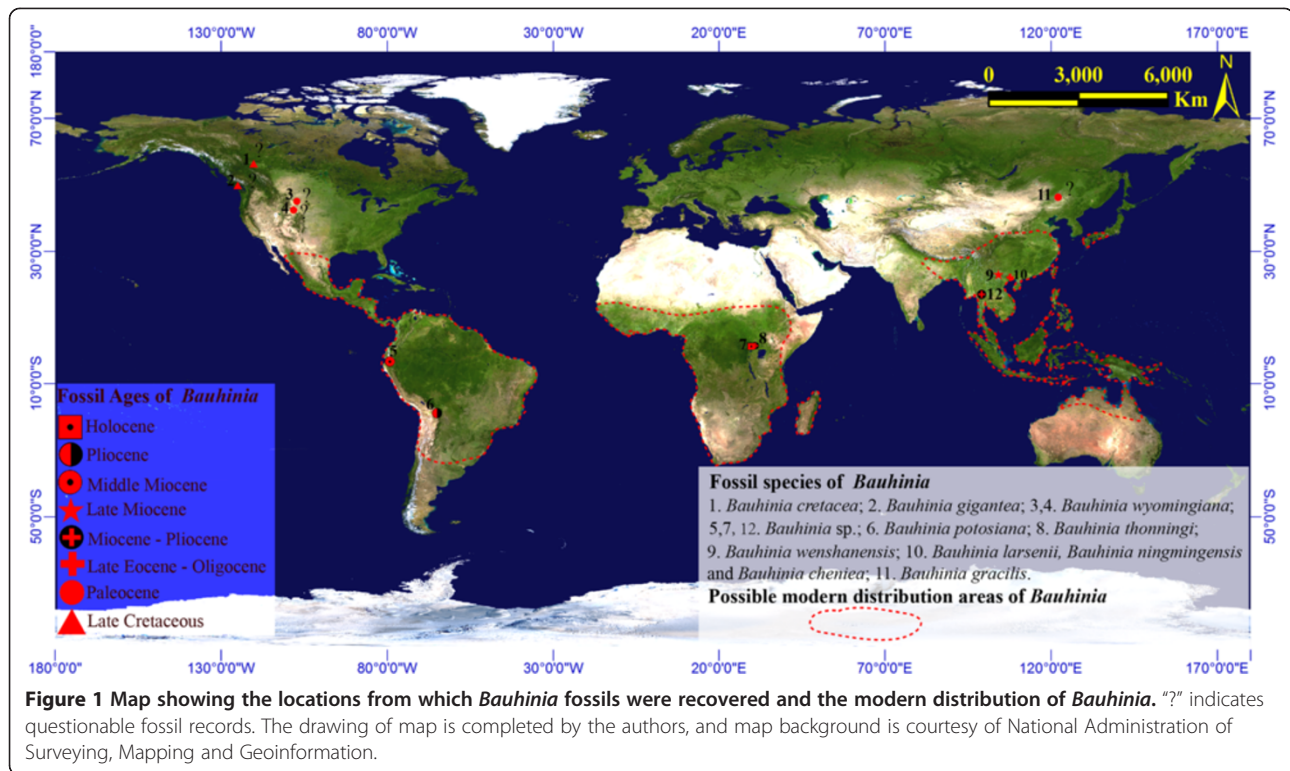 130°0'0"W 80°0'0"W 30°0'0"W 20°0'0"E 70°0'0"E 120°0'0"E 170°0'0"E
180°0'0"
0 3,000 6,000
Km
N
70°0'0"N
70°0'0"N
1 ?
2 ?
3 ?
4 ?
11 ?
30°0'0"N
30°0'0"N
9 10
12
7 8
5
6
10°0'0"S
10°0'0"S
50°0'0"S
50°0'0"S
Fossil Ages of Bauhinia
Holocene
Pliocene
Middle Miocene
Late Miocene
Miocene - Pliocene
Late Eocene - Oligocene
Paleocene
Late Cretaceous
Fossil species of Bauhinia
1. Bauhinia cretacea; 2. Bauhinia gigantea; 3,4. Bauhinia wyomingiana;
5,7, 12. Bauhinia sp.; 6. Bauhinia potosiana; 8. Bauhinia thonningi;
9. Bauhinia wenshanensis; 10. Bauhinia larsenii, Bauhinia ningmingensis
and Bauhinia cheniea; 11. Bauhinia gracilis.
Possible modern distribution areas of Bauhinia
180°0'0" 130°0'0"W 80°0'0"W 30°0'0"W 20°0'0"E 70°0'0"E 120°0'0"E 170°0'0"E
Figure 1 Map showing the locations from which Bauhinia fossils were recovered and the modern distribution of Bauhinia. "?" indicates
questionable fossil records. The drawing of map is completed by the authors, and map background is courtesy of National Administration of
Surveying, Mapping and Geoinformation.